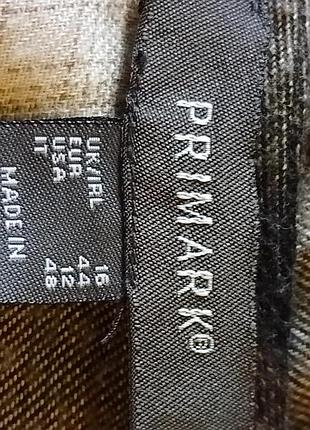 PRIMARK®
UK/IRL 16
EUR 44
USA 12
IT 48
MADE IN